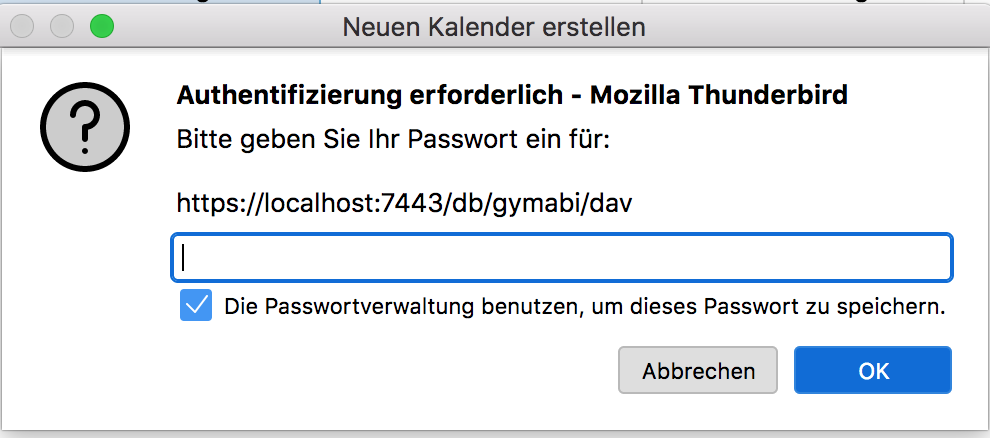 Neuen Kalender erstellen
Authentifizierung erforderlich - Mozilla Thunderbird
Bitte geben Sie Ihr Passwort ein für:
https://localhost:7443/db/gymabi/dav
Die Passwortverwaltung benutzen, um dieses Passwort zu speichern.
Abbrechen
OK